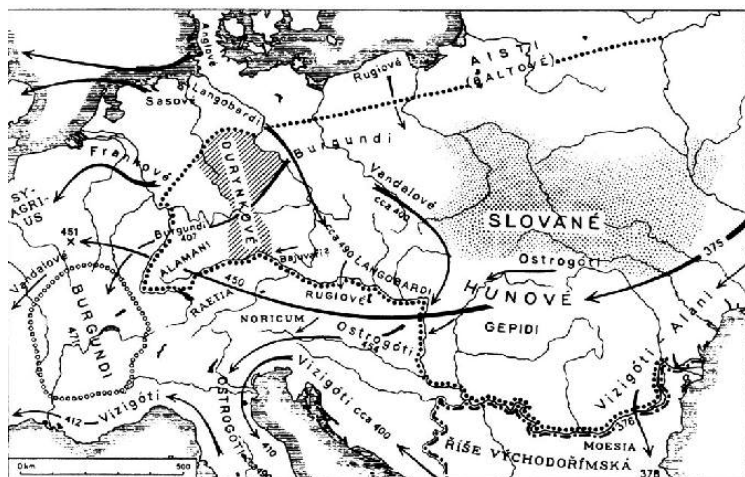 Anglové
Sasové
Langobardi
Rugiové
AISTI
(BALTOVÉ)
Frankové
DURYNKOVÉ
Burgundi
Vandalové
cca 400
SY-
AGRI-
US
SLOVANÉ
451
Burgundi
407
ALAMANI
Bajuvaři
cca 490 LANGOBARDI
Ostrogóti
375
Vandalové
450
RUGIOVÉ
HUNOVÉ
RAETIA
BURGUNDI
471
NORICUM
Ostrogóti
GEPIDI
Alani
OSTROGÓTI
Vizigóti cca 400
Vizigóti
376
412
Vizigóti
410
MOESIA
ŘÍŠE VÝCHODOŘÍMSKÁ
378
0 km
500